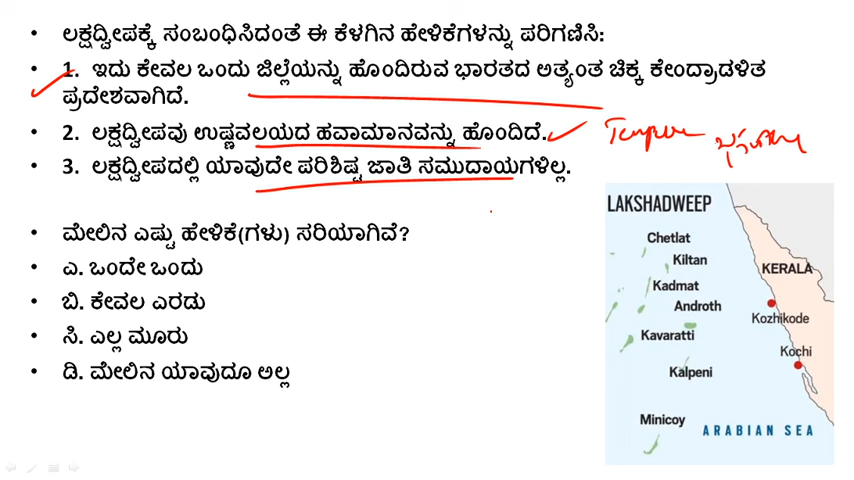 ಲಕ್ಷದ್ವೀಪಕ್ಕೆ ಸಂಬಂಧಿಸಿದಂತೆ ಈ ಕೆಳಗಿನ ಹೇಳಿಕೆಗಳನ್ನು ಪರಿಗಣಿಸಿ:
1. ಇದು ಕೇವಲ ಒಂದು ಜಿಲ್ಲೆಯನ್ನು ಹೊಂದಿರುವ ಭಾರತದ ಅತ್ಯಂತ ಚಿಕ್ಕ ಕೇಂದ್ರಾಡಳಿತ
ಪ್ರದೇಶವಾಗಿದೆ.
2. ಲಕ್ಷದ್ವೀಪವು ಉಷ್ಣವಲಯದ ಹವಾಮಾನವನ್ನು ಹೊಂದಿದೆ.
3. ಲಕ್ಷದ್ವೀಪದಲ್ಲಿ ಯಾವುದೇ ಪರಿಶಿಷ್ಟ ಜಾತಿ ಸಮುದಾಯಗಳಿಲ್ಲ.
ಮೇಲಿನ ಎಷ್ಟು ಹೇಳಿಕೆ(ಗಳು) ಸರಿಯಾಗಿವೆ?
ಎ. ಒಂದೇ ಒಂದು
ಬಿ. ಕೇವಲ ಎರಡು
ಸಿ. ಎಲ್ಲ ಮೂರು
ಡಿ. ಮೇಲಿನ ಯಾವುದೂ ಅಲ್ಲ
LAKSHADWEEP
Chetlat
Kiltan
KERALA
Kadmat
Androth
Kozhikode
Kavaratti
Kochi
Kalpeni
Minicoy
ARABIAN SEA